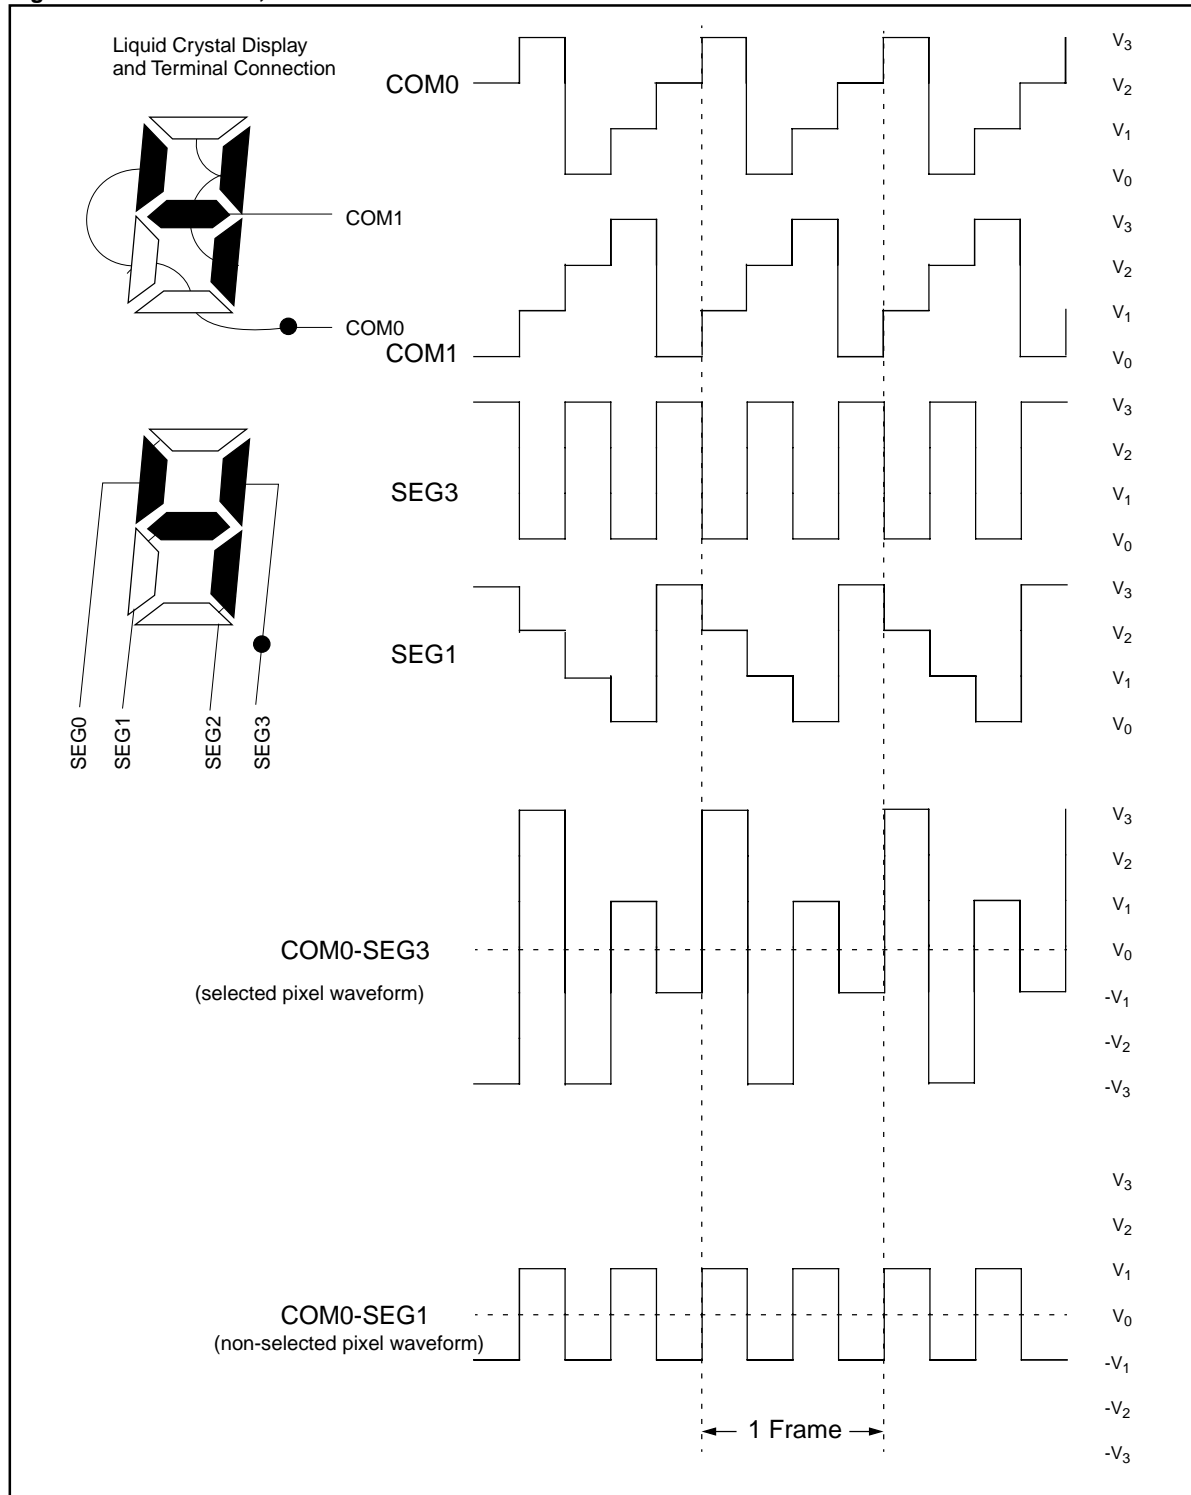 Liquid Crystal Display
and Terminal Connection
COM1
COM0
SEG0
SEG1
SEG2
SEG3
COM0
V3
V2
V1
V0
COM1
V3
V2
V1
V0
SEG3
V3
V2
V1
V0
SEG1
V3
V2
V1
V0
COM0-SEG3
(selected pixel waveform)
V3
V2
V1
V0
-V1
-V2
-V3
COM0-SEG1
(non-selected pixel waveform)
V3
V2
V1
V0
-V1
-V2
-V3
1 Frame